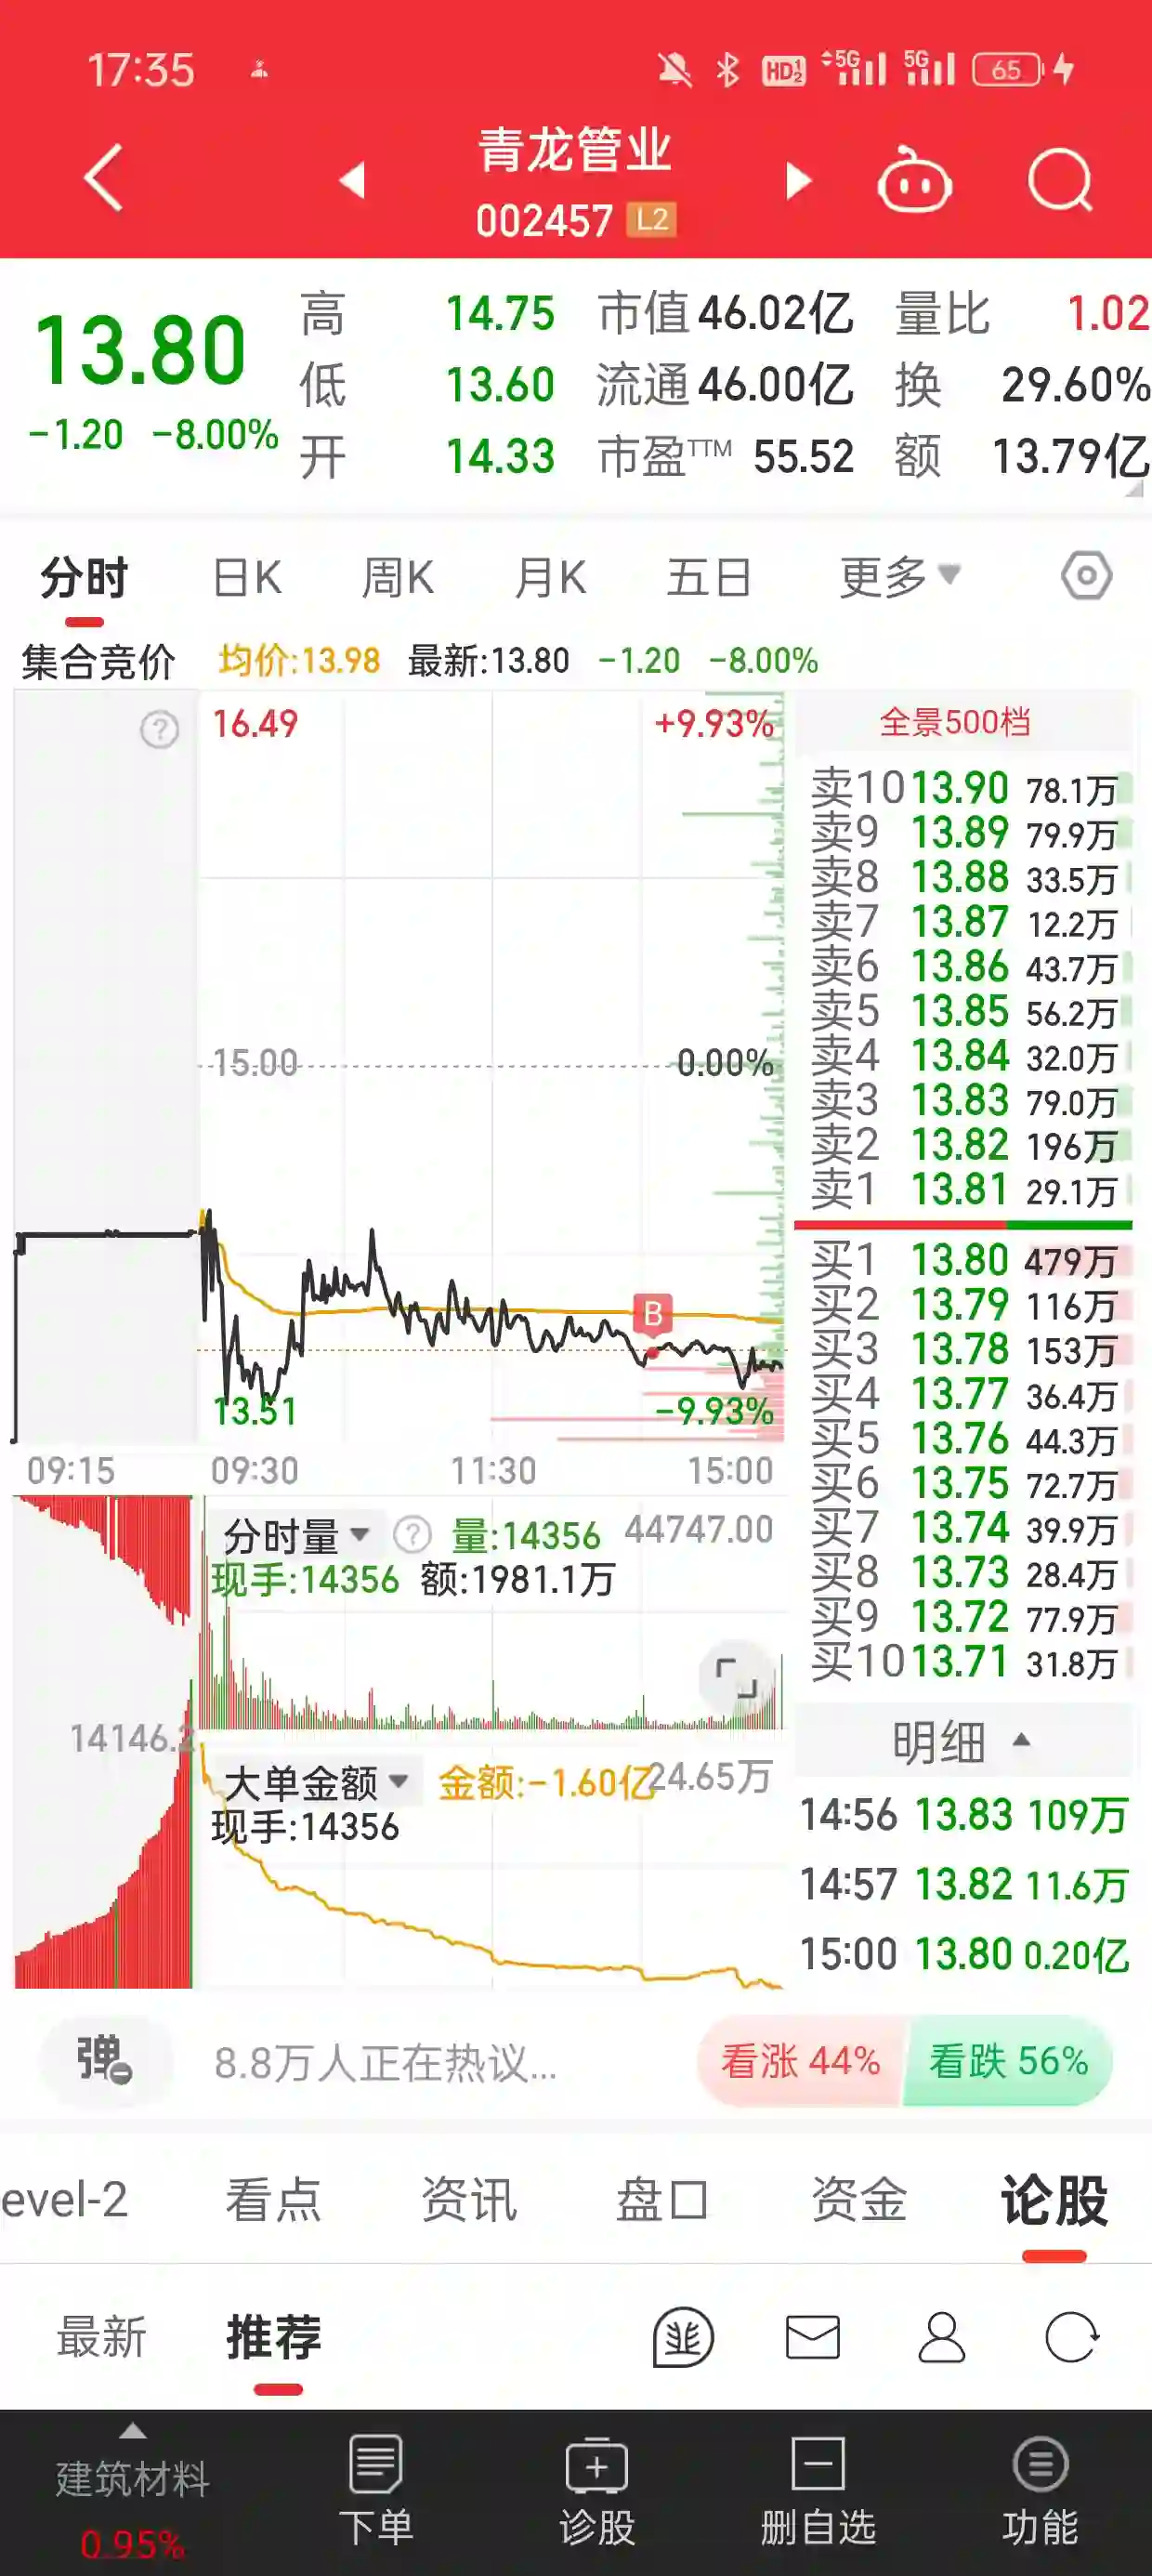 17:35 HD 1 2 5G 5G 65
青龙管业
002457 L2
13.80
-1.20 -8.00%
高 14.75 市值 46.02亿 量比 1.02
低 13.60 流通 46.00亿 换 29.60%
开 14.33 市盈TTM 55.52 额 13.79亿
分时 日K 周K 月K 五日 更多
集合竞价 均价:13.98 最新:13.80 -1.20 -8.00%
? 16.49 +9.93%
15.00 0.00%
B
13.51 -9.93%
09:15 09:30 11:30 15:00
分时量 ? 量:14356 44747.00
现手:14356 额:1981.1万
14146.2
大单金额 金额:-1.60亿 24.65万
现手:14356
全景500档
卖10 13.90 78.1万
卖9 13.89 79.9万
卖8 13.88 33.5万
卖7 13.87 12.2万
卖6 13.86 43.7万
卖5 13.85 56.2万
卖4 13.84 32.0万
卖3 13.83 79.0万
卖2 13.82 196万
卖1 13.81 29.1万
买1 13.80 479万
买2 13.79 116万
买3 13.78 153万
买4 13.77 36.4万
买5 13.76 44.3万
买6 13.75 72.7万
买7 13.74 39.9万
买8 13.73 28.4万
买9 13.72 77.9万
买10 13.71 31.8万
明细
14:56 13.83 109万
14:57 13.82 11.6万
15:00 13.80 0.20亿
弹 8.8万人正在热议... 看涨 44% 看跌 56%
evel-2 看点 资讯 盘口 资金 论股
最新 推荐
建筑材料 下单 诊股 删自选 功能
0.95%